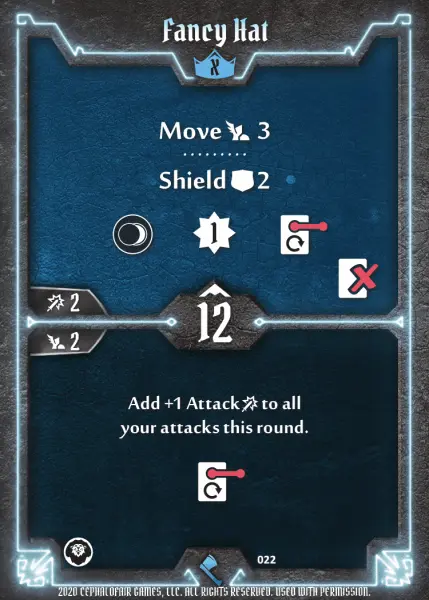 Fancy Hat
X
Move 3
Shield 2
1
2
12
2
Add +1 Attack to all
your attacks this round.
022
2020 CEPHALOFAIR GAMES, LLC. ALL RIGHTS RESERVED. USED WITH PERMISSION.